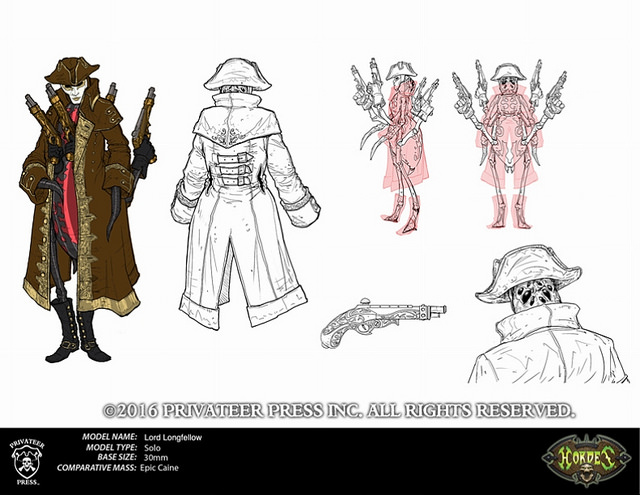 ©2016 PRIVATEER PRESS INC. ALL RIGHTS RESERVED.
PRIVATEER
PRESS
MODEL NAME: Lord Longfellow
MODEL TYPE: Solo
BASE SIZE: 30mm
COMPARATIVE MASS: Epic Caine
HORDES